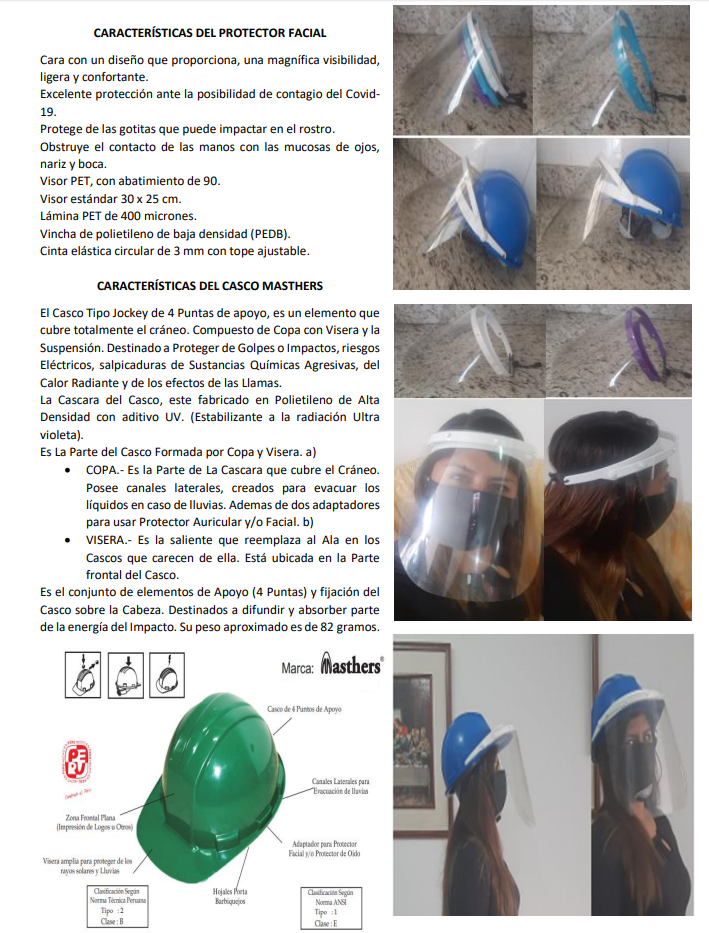 CARACTERÍSTICAS DEL PROTECTOR FACIAL
Cara con un diseño que proporciona, una magnífica visibilidad,
ligera y confortante.
Excelente protección ante la posibilidad de contagio del Covid-
19.
Protege de las gotitas que puede impactar en el rostro.
Obstruye el contacto de las manos con las mucosas de ojos,
nariz y boca.
Visor PET, con abatimiento de 90.
Visor estándar 30 x 25 cm.
Lámina PET de 400 micrones.
Vincha de polietileno de baja densidad (PEDB).
Cinta elástica circular de 3 mm con tope ajustable.
CARACTERÍSTICAS DEL CASCO MASTHERS
El Casco Tipo Jockey de 4 Puntas de apoyo, es un elemento que
cubre totalmente el cráneo. Compuesto de Copa con Visera y la
Suspensión. Destinado a Proteger de Golpes o Impactos, riesgos
Eléctricos, salpicaduras de Sustancias Químicas Agresivas, del
Calor Radiante y de los efectos de las Llamas.
La Cascara del Casco, este fabricado en Polietileno de Alta
Densidad con aditivo UV. (Estabilizante a la radiación Ultra
violeta).
Es La Parte del Casco Formada por Copa y Visera. a)
• COPA.- Es la Parte de La Cascara que cubre el Cráneo.
Posee canales laterales, creados para evacuar los
líquidos en caso de lluvias. Ademas de dos adaptadores
para usar Protector Auricular y/o Facial. b)
• VISERA.- Es la saliente que reemplaza al Ala en los
Cascos que carecen de ella. Está ubicada en la Parte
frontal del Casco.
Es el conjunto de elementos de Apoyo (4 Puntas) y fijación del
Casco sobre la Cabeza. Destinados a difundir y absorber parte
de la energía del Impacto. Su peso aproximado es de 82 gramos.
Marca: Masthers®
Casco de 4 Puntos de Apoyo
PERU
Canales Laterales para
Evacuación de lluvias
Zona Frontal Plana
(Impresión de Logos u Otros)
Adaptador para Protector
Facial y/o Protector de Oído
Visera amplia para proteger de los
rayos solares y Lluvias
Hojales Porta
Barbiquejos
Clasificación Según
Norma Técnica Peruana
Tipo : 2
Clase : B
Clasificación Según
Norma ANSI
Tipo : 1
Clase : E